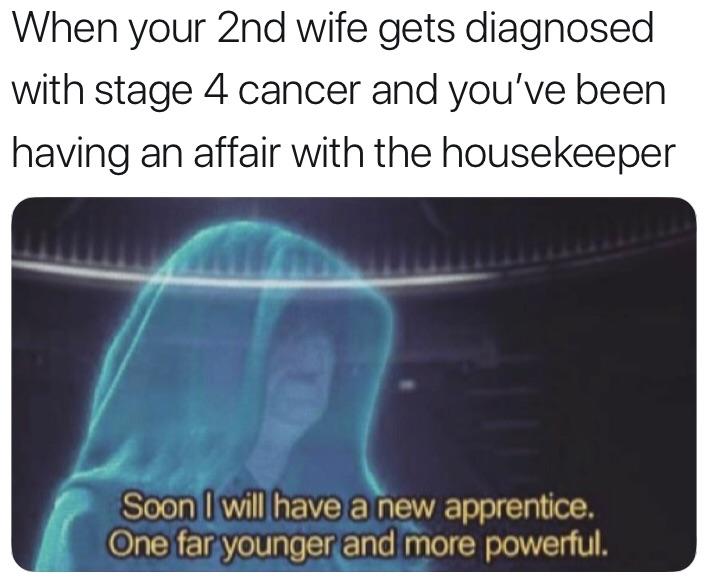 When your 2nd wife gets diagnosed
with stage 4 cancer and you’ve been
having an affair with the housekeeper
Soon I will have a new apprentice.
One far younger and more powerful.